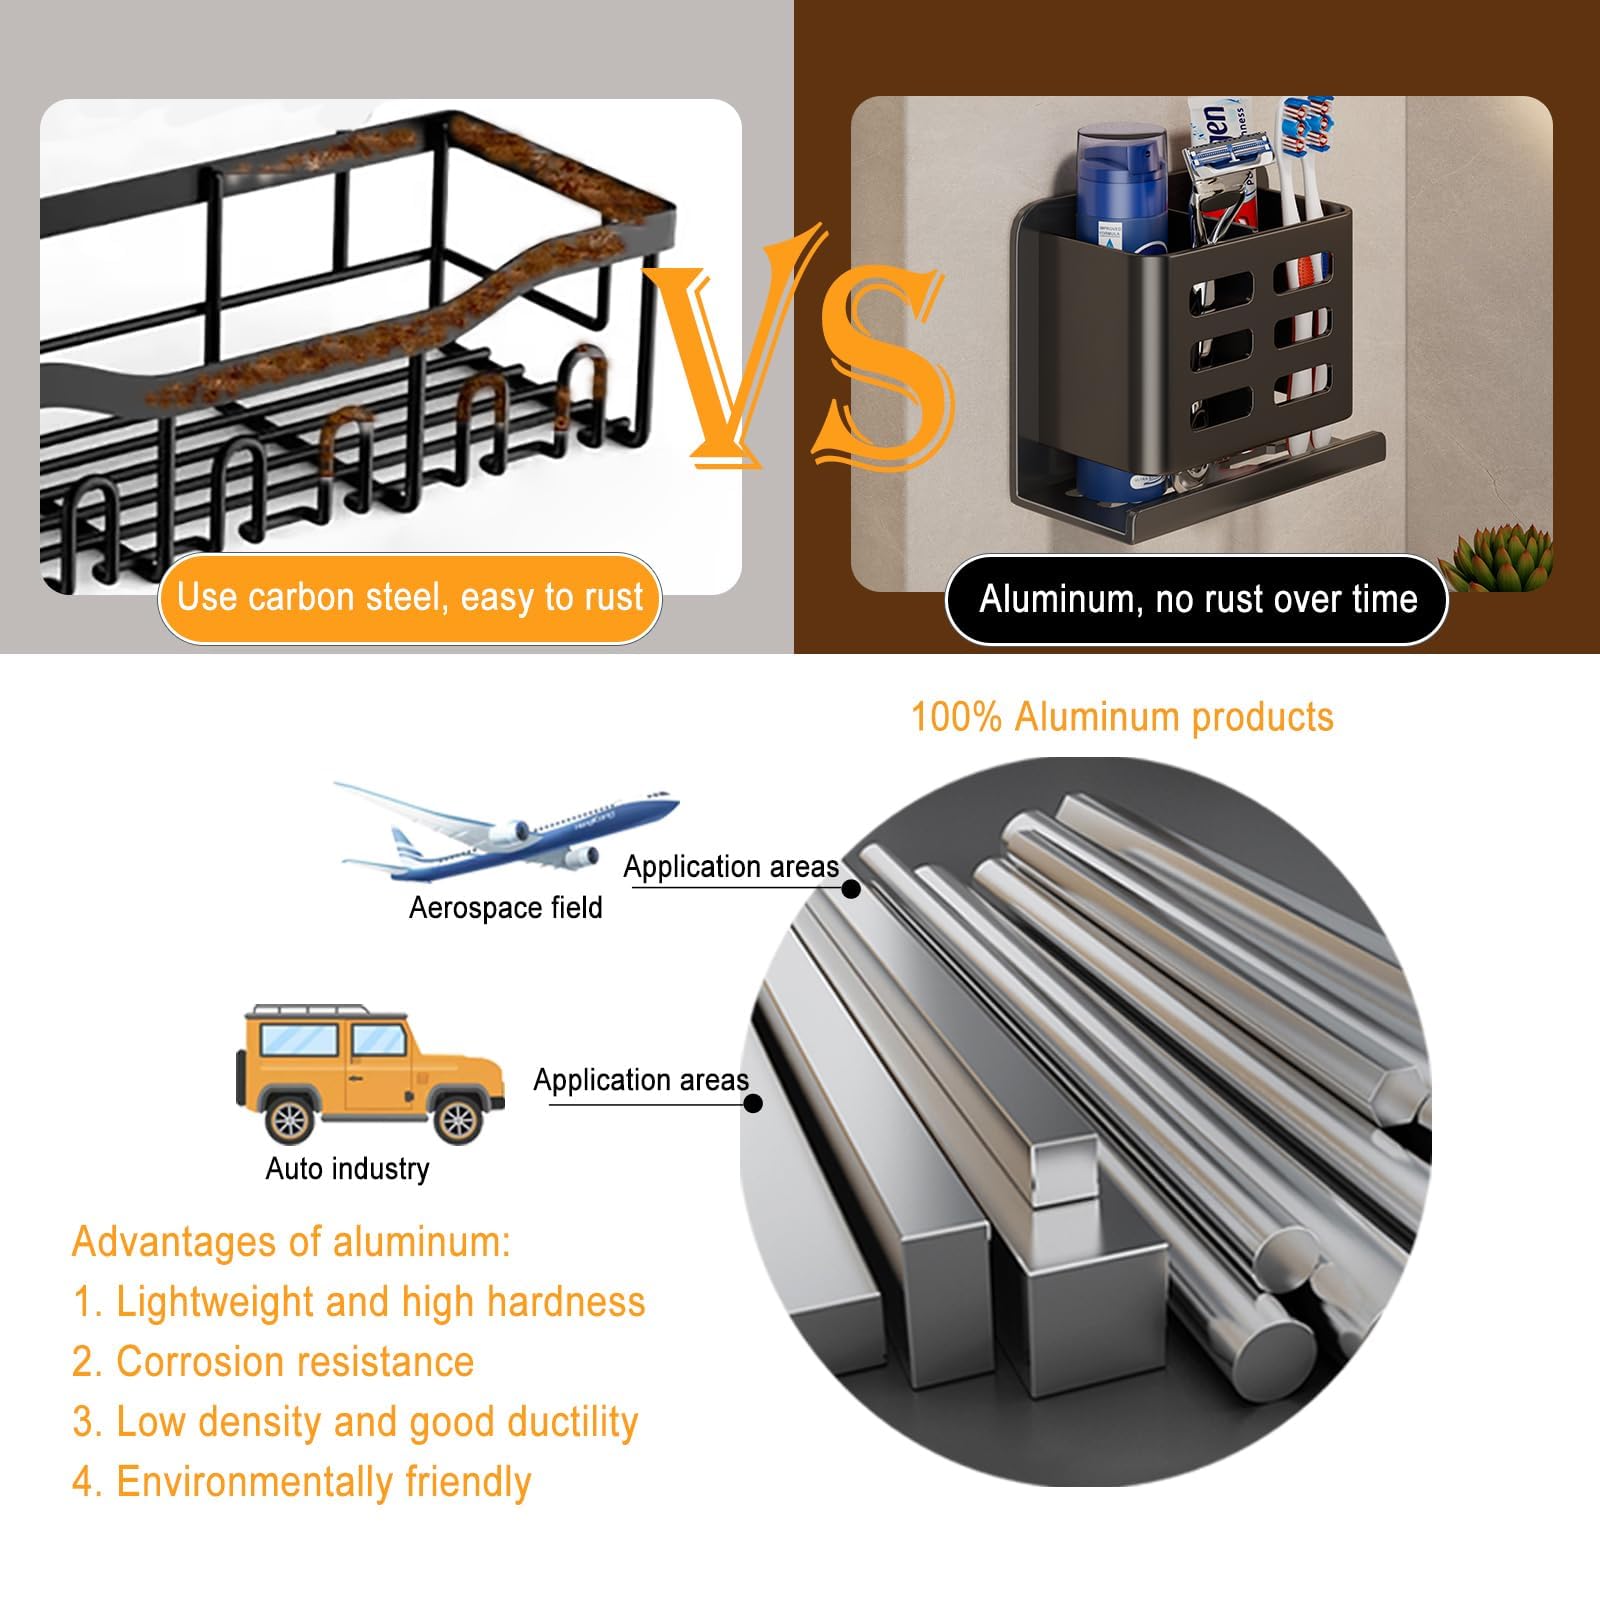 VS
Use carbon steel, easy to rust
Aluminum, no rust over time
100% Aluminum products
Application areas
Aerospace field
Application areas
Auto industry
Advantages of aluminum:
1. Lightweight and high hardness
2. Corrosion resistance
3. Low density and good ductility
4. Environmentally friendly